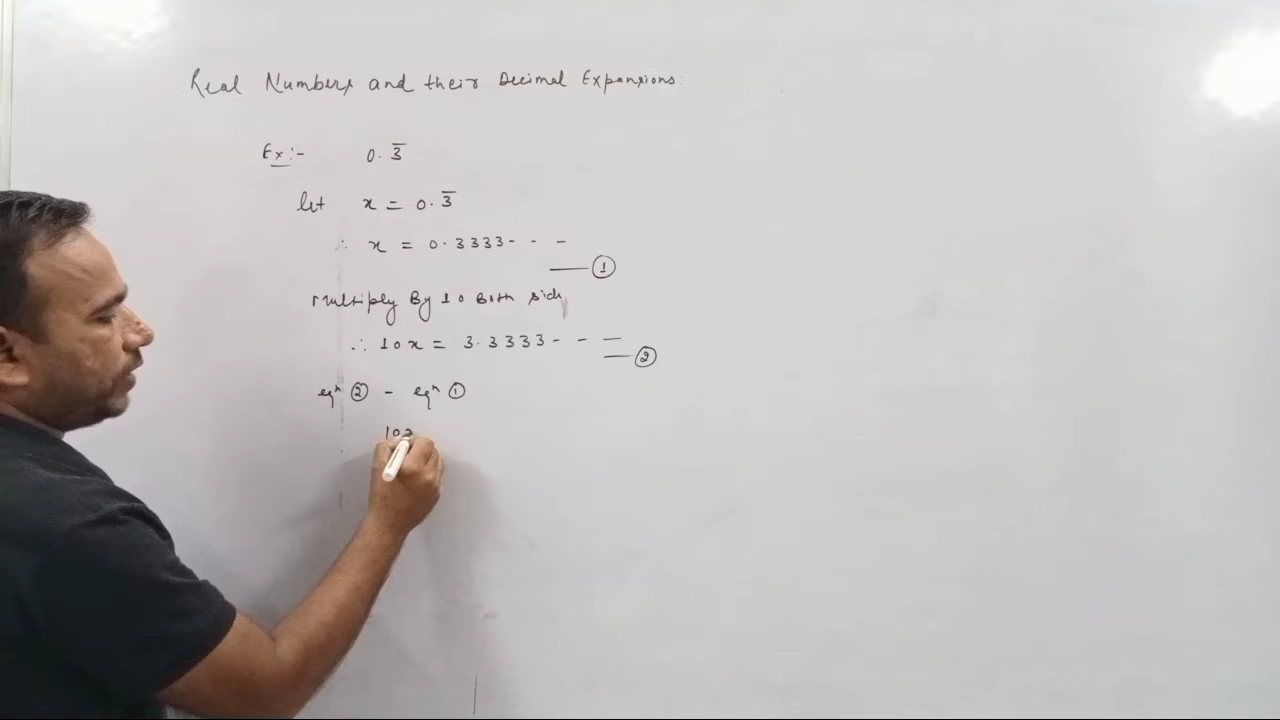 Real Numbers and their Decimal Expansions:
Ex:- 0.3̅
let x = 0.3̅
∴ x = 0.3333- - -
—— ①
Multiply By 10 Both side
∴ 10x = 3.3333- - —
—— ②
eqⁿ ② - eqⁿ ①
10x